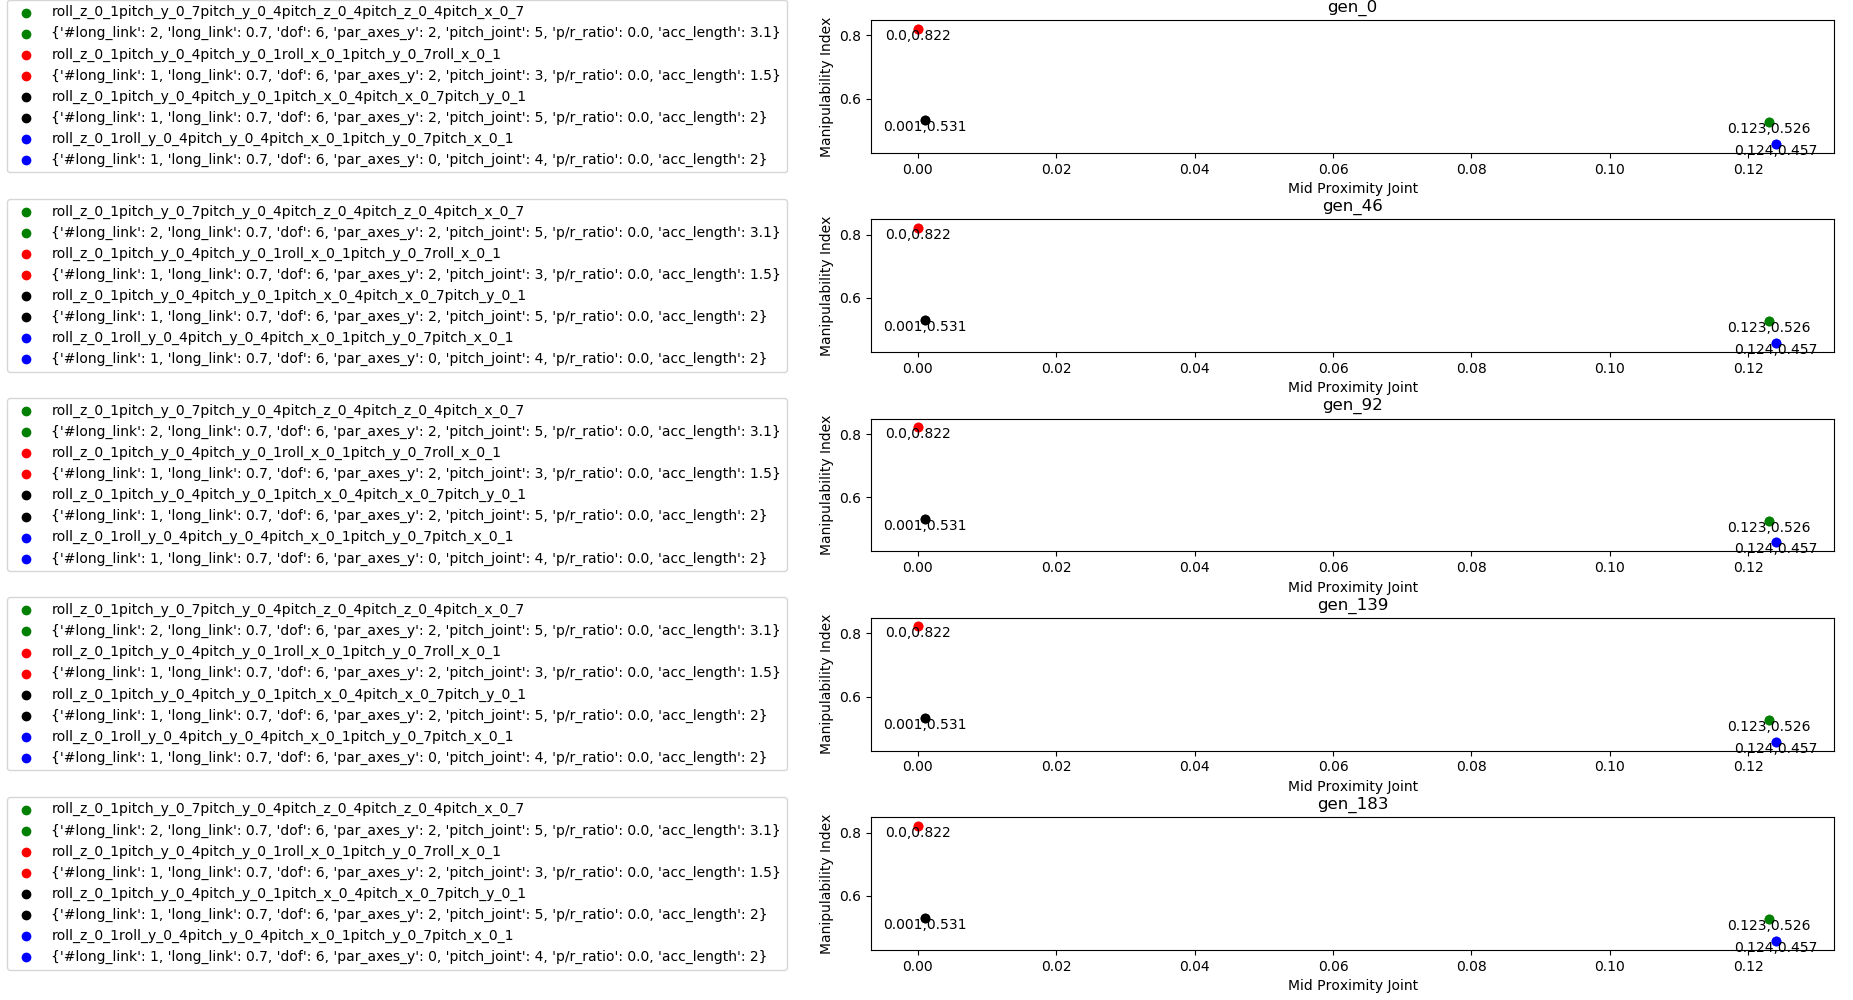 roll_z_0_1pitch_y_0_7pitch_y_0_4pitch_z_0_4pitch_z_0_4pitch_x_0_7
{'#long_link': 2, 'long_link': 0.7, 'dof': 6, 'par_axes_y': 2, 'pitch_joint': 5, 'p/r_ratio': 0.0, 'acc_length': 3.1}
roll_z_0_1pitch_y_0_4pitch_y_0_1roll_x_0_1pitch_y_0_7roll_x_0_1
{'#long_link': 1, 'long_link': 0.7, 'dof': 6, 'par_axes_y': 2, 'pitch_joint': 3, 'p/r_ratio': 0.0, 'acc_length': 1.5}
roll_z_0_1pitch_y_0_4pitch_y_0_1pitch_x_0_4pitch_x_0_7pitch_y_0_1
{'#long_link': 1, 'long_link': 0.7, 'dof': 6, 'par_axes_y': 2, 'pitch_joint': 5, 'p/r_ratio': 0.0, 'acc_length': 2}
roll_z_0_1roll_y_0_4pitch_y_0_4pitch_x_0_1pitch_y_0_7pitch_x_0_1
{'#long_link': 1, 'long_link': 0.7, 'dof': 6, 'par_axes_y': 0, 'pitch_joint': 4, 'p/r_ratio': 0.0, 'acc_length': 2}
gen_0
Manipulability Index
0.8
0.6
0.0,0.822
0.001,0.531
0.123,0.526
0.124,0.457
0.00 0.02 0.04 0.06 0.08 0.10 0.12
Mid Proximity Joint
roll_z_0_1pitch_y_0_7pitch_y_0_4pitch_z_0_4pitch_z_0_4pitch_x_0_7
{'#long_link': 2, 'long_link': 0.7, 'dof': 6, 'par_axes_y': 2, 'pitch_joint': 5, 'p/r_ratio': 0.0, 'acc_length': 3.1}
roll_z_0_1pitch_y_0_4pitch_y_0_1roll_x_0_1pitch_y_0_7roll_x_0_1
{'#long_link': 1, 'long_link': 0.7, 'dof': 6, 'par_axes_y': 2, 'pitch_joint': 3, 'p/r_ratio': 0.0, 'acc_length': 1.5}
roll_z_0_1pitch_y_0_4pitch_y_0_1pitch_x_0_4pitch_x_0_7pitch_y_0_1
{'#long_link': 1, 'long_link': 0.7, 'dof': 6, 'par_axes_y': 2, 'pitch_joint': 5, 'p/r_ratio': 0.0, 'acc_length': 2}
roll_z_0_1roll_y_0_4pitch_y_0_4pitch_x_0_1pitch_y_0_7pitch_x_0_1
{'#long_link': 1, 'long_link': 0.7, 'dof': 6, 'par_axes_y': 0, 'pitch_joint': 4, 'p/r_ratio': 0.0, 'acc_length': 2}
gen_46
Manipulability Index
0.8
0.6
0.0,0.822
0.001,0.531
0.123,0.526
0.124,0.457
0.00 0.02 0.04 0.06 0.08 0.10 0.12
Mid Proximity Joint
roll_z_0_1pitch_y_0_7pitch_y_0_4pitch_z_0_4pitch_z_0_4pitch_x_0_7
{'#long_link': 2, 'long_link': 0.7, 'dof': 6, 'par_axes_y': 2, 'pitch_joint': 5, 'p/r_ratio': 0.0, 'acc_length': 3.1}
roll_z_0_1pitch_y_0_4pitch_y_0_1roll_x_0_1pitch_y_0_7roll_x_0_1
{'#long_link': 1, 'long_link': 0.7, 'dof': 6, 'par_axes_y': 2, 'pitch_joint': 3, 'p/r_ratio': 0.0, 'acc_length': 1.5}
roll_z_0_1pitch_y_0_4pitch_y_0_1pitch_x_0_4pitch_x_0_7pitch_y_0_1
{'#long_link': 1, 'long_link': 0.7, 'dof': 6, 'par_axes_y': 2, 'pitch_joint': 5, 'p/r_ratio': 0.0, 'acc_length': 2}
roll_z_0_1roll_y_0_4pitch_y_0_4pitch_x_0_1pitch_y_0_7pitch_x_0_1
{'#long_link': 1, 'long_link': 0.7, 'dof': 6, 'par_axes_y': 0, 'pitch_joint': 4, 'p/r_ratio': 0.0, 'acc_length': 2}
gen_92
Manipulability Index
0.8
0.6
0.0,0.822
0.001,0.531
0.123,0.526
0.124,0.457
0.00 0.02 0.04 0.06 0.08 0.10 0.12
Mid Proximity Joint
roll_z_0_1pitch_y_0_7pitch_y_0_4pitch_z_0_4pitch_z_0_4pitch_x_0_7
{'#long_link': 2, 'long_link': 0.7, 'dof': 6, 'par_axes_y': 2, 'pitch_joint': 5, 'p/r_ratio': 0.0, 'acc_length': 3.1}
roll_z_0_1pitch_y_0_4pitch_y_0_1roll_x_0_1pitch_y_0_7roll_x_0_1
{'#long_link': 1, 'long_link': 0.7, 'dof': 6, 'par_axes_y': 2, 'pitch_joint': 3, 'p/r_ratio': 0.0, 'acc_length': 1.5}
roll_z_0_1pitch_y_0_4pitch_y_0_1pitch_x_0_4pitch_x_0_7pitch_y_0_1
{'#long_link': 1, 'long_link': 0.7, 'dof': 6, 'par_axes_y': 2, 'pitch_joint': 5, 'p/r_ratio': 0.0, 'acc_length': 2}
roll_z_0_1roll_y_0_4pitch_y_0_4pitch_x_0_1pitch_y_0_7pitch_x_0_1
{'#long_link': 1, 'long_link': 0.7, 'dof': 6, 'par_axes_y': 0, 'pitch_joint': 4, 'p/r_ratio': 0.0, 'acc_length': 2}
gen_139
Manipulability Index
0.8
0.6
0.0,0.822
0.001,0.531
0.123,0.526
0.124,0.457
0.00 0.02 0.04 0.06 0.08 0.10 0.12
Mid Proximity Joint
roll_z_0_1pitch_y_0_7pitch_y_0_4pitch_z_0_4pitch_z_0_4pitch_x_0_7
{'#long_link': 2, 'long_link': 0.7, 'dof': 6, 'par_axes_y': 2, 'pitch_joint': 5, 'p/r_ratio': 0.0, 'acc_length': 3.1}
roll_z_0_1pitch_y_0_4pitch_y_0_1roll_x_0_1pitch_y_0_7roll_x_0_1
{'#long_link': 1, 'long_link': 0.7, 'dof': 6, 'par_axes_y': 2, 'pitch_joint': 3, 'p/r_ratio': 0.0, 'acc_length': 1.5}
roll_z_0_1pitch_y_0_4pitch_y_0_1pitch_x_0_4pitch_x_0_7pitch_y_0_1
{'#long_link': 1, 'long_link': 0.7, 'dof': 6, 'par_axes_y': 2, 'pitch_joint': 5, 'p/r_ratio': 0.0, 'acc_length': 2}
roll_z_0_1roll_y_0_4pitch_y_0_4pitch_x_0_1pitch_y_0_7pitch_x_0_1
{'#long_link': 1, 'long_link': 0.7, 'dof': 6, 'par_axes_y': 0, 'pitch_joint': 4, 'p/r_ratio': 0.0, 'acc_length': 2}
gen_183
Manipulability Index
0.8
0.6
0.0,0.822
0.001,0.531
0.123,0.526
0.124,0.457
0.00 0.02 0.04 0.06 0.08 0.10 0.12
Mid Proximity Joint